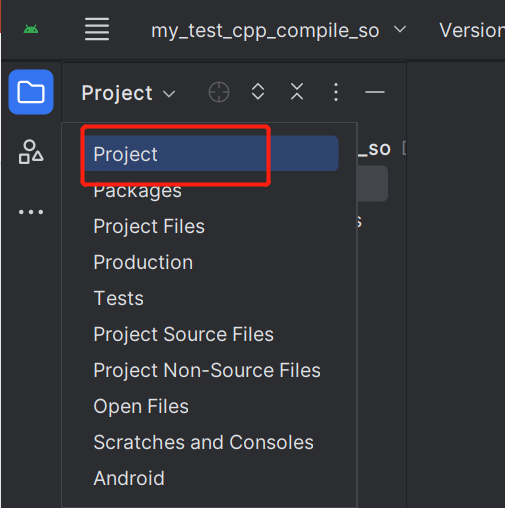 my_test_cpp_compile_so Version
Project
Project
_so
Packages
Project Files
Production
Tests
Project Source Files
Project Non-Source Files
Open Files
Scratches and Consoles
Android